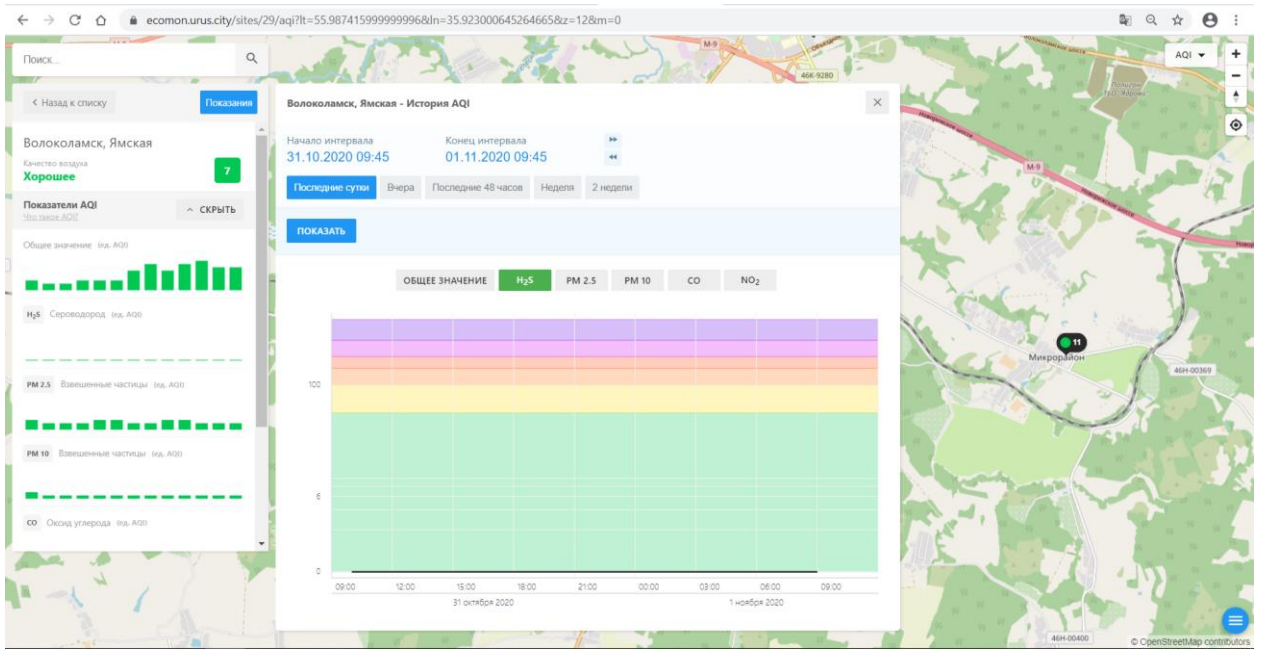 ecomon.urus.city/sites/29/aqi?lt=55.987415999999996&ln=35.923000645264665&z=12&m=0
Поиск...
М-9
46К-9280
AQI
Назад к списку
Показания
Волоколамск, Ямская - История AQI
Волоколамск, Ямская
Качество воздуха
Хорошее
7
Начало интервала
Конец интервала
31.10.2020 09:45
01.11.2020 09:45
Последние сутки
Вчера
Последние 48 часов
Неделя
2 недели
Показатели AQI
Что такое AQI?
СКРЫТЬ
ПОКАЗАТЬ
Общее значение (ед. AQI)
ОБЩЕЕ ЗНАЧЕНИЕ
H₂S
PM 2.5
PM 10
CO
NO₂
H₂S Сероводород (ед. AQI)
PM 2.5 Взвешенные частицы (ед. AQI)
PM 10 Взвешенные частицы (ед. AQI)
CO Оксид углерода (ед. AQI)
100
6
0
09:00 12:00 15:00 18:00 21:00 00:00 03:00 06:00 09:00
31 октября 2020
1 ноября 2020
М-9
Новорижское шоссе
11
Микрорайон
46Н-00369
46Н-00400
© OpenStreetMap contributors